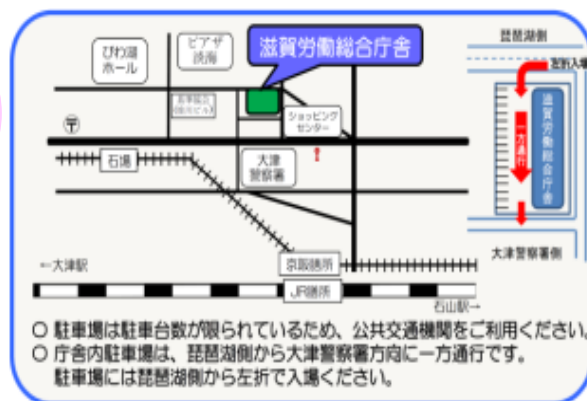 びわ湖
ホール
ピアザ
淡海
滋賀労働総合庁舎
ショッピング
センター
〒
石場
大津
警察署
←大津駅
京阪膳所
JR膳所
石山駅→
琵琶湖側
左折入場
一方通行
滋賀労働総合庁舎
大津警察署側
○ 駐車場は駐車台数が限られているため、公共交通機関をご利用ください。
○ 庁舎内駐車場は、琵琶湖側から大津警察署方向に一方通行です。
駐車場には琵琶湖側から左折で入場ください。